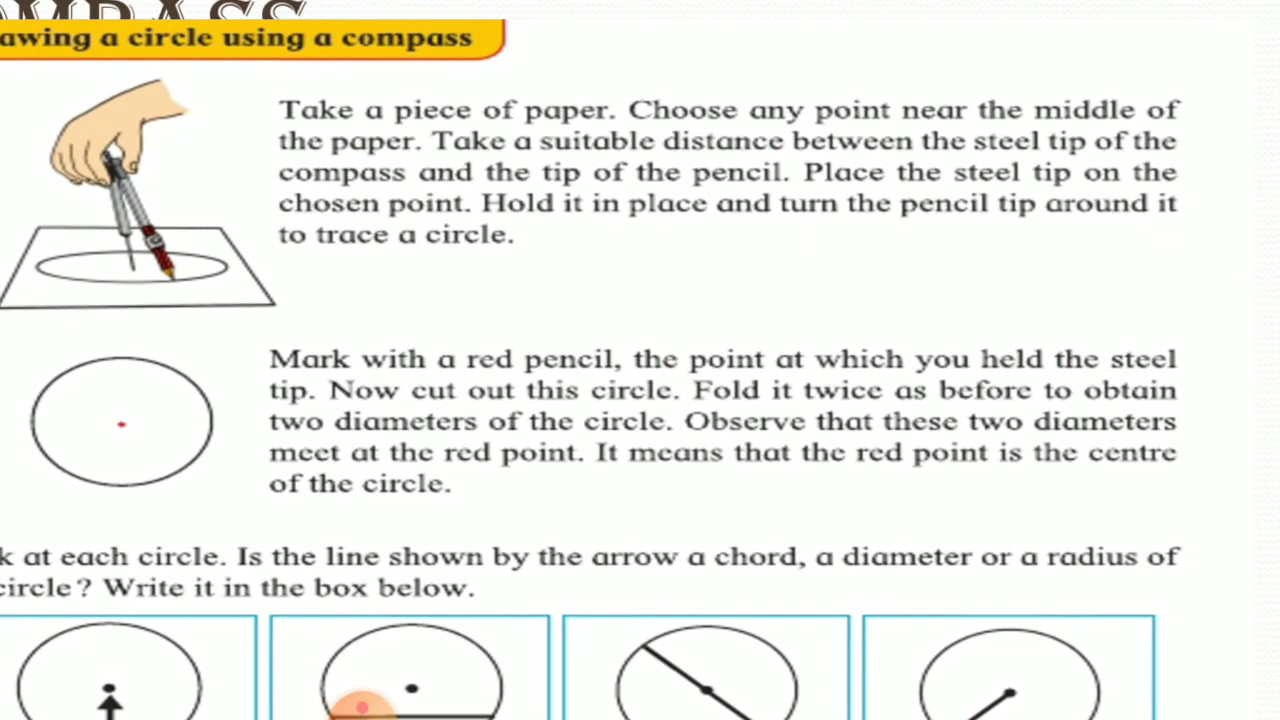 OMPASS
awing a circle using a compass
Take a piece of paper. Choose any point near the middle of
the paper. Take a suitable distance between the steel tip of the
compass and the tip of the pencil. Place the steel tip on the
chosen point. Hold it in place and turn the pencil tip around it
to trace a circle.
Mark with a red pencil, the point at which you held the steel
tip. Now cut out this circle. Fold it twice as before to obtain
two diameters of the circle. Observe that these two diameters
meet at the red point. It means that the red point is the centre
of the circle.
k at each circle. Is the line shown by the arrow a chord, a diameter or a radius of
circle? Write it in the box below.